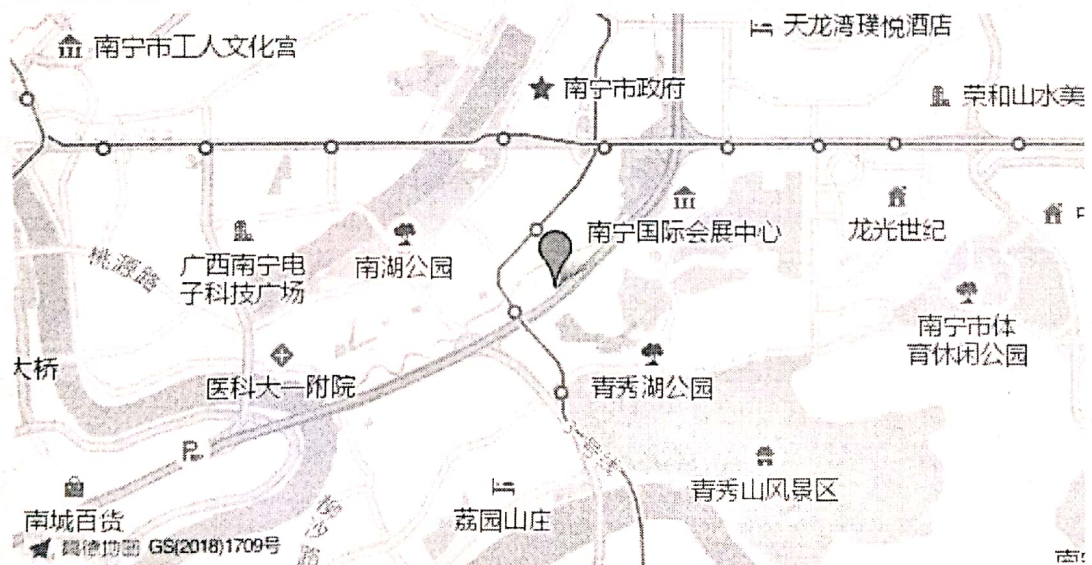 天龙湾璞悦酒店
南宁市工人文化宫
南宁市政府
荣和山水美
南宁国际会展中心
龙光世纪
桃源路
广西南宁电
子科技广场
南湖公园
南宁市体
育休闲公园
大桥
医科大一附院
青秀湖公园
P
青秀山风景区
南城百货
荔园山庄
高德地图 GS(2018)1709号